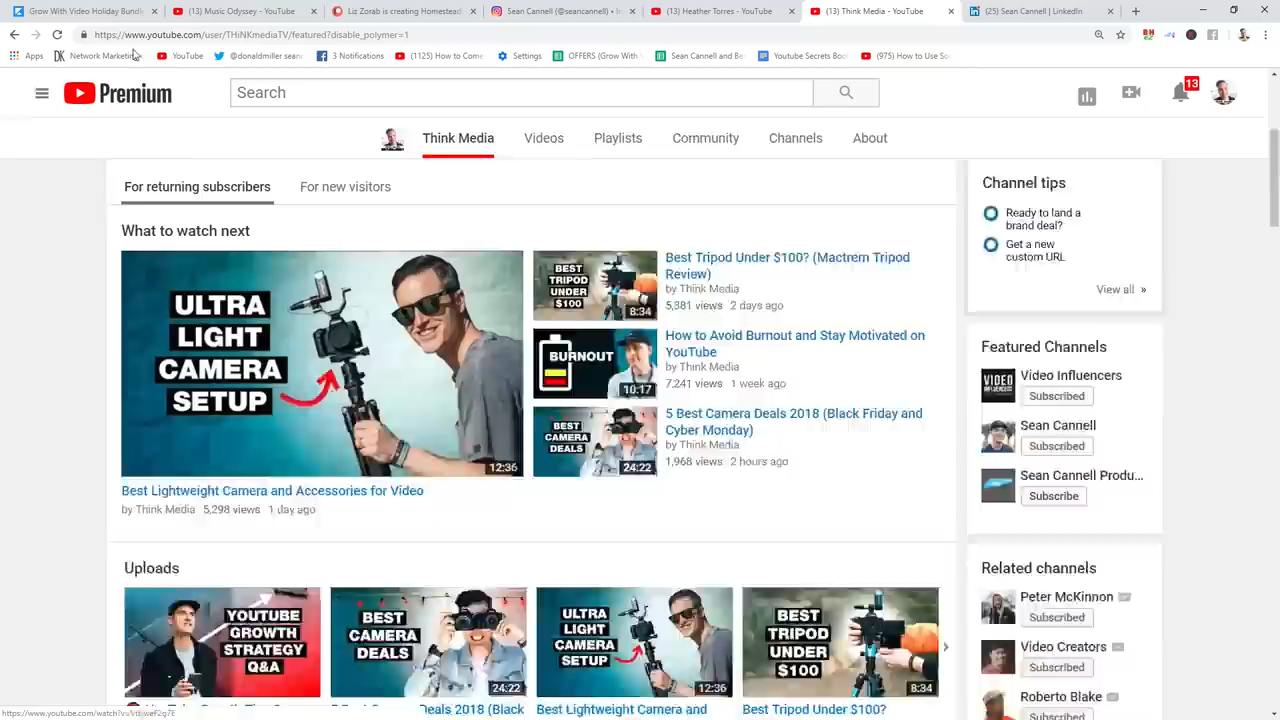 Grow With Video Holiday Bundl
(13) Music Odyssey - YouTube
Liz Zorab is creating Homestead
Sean Cannell (@seancannell) • In
(13) Heather Torres - YouTube
(13) Think Media - YouTube
(25) Sean Cannell | LinkedIn
https://www.youtube.com/user/THiNKmediaTV/featured?disable_polymer=1
Apps
Network Marketin
YouTube
@donaldmiller sean
3 Notifications
(1125) How to Come
Settings
OFFERS (Grow With
Sean Cannell and Be
Youtube Secrets Boo
(975) How to Use So
Premium
Search
13
Think Media
Videos
Playlists
Community
Channels
About
For returning subscribers
For new visitors
What to watch next
ULTRA
LIGHT
CAMERA
SETUP
12:36
Best Lightweight Camera and Accessories for Video
by Think Media 5,298 views 1 day ago
BEST
TRIPOD
UNDER
$100
8:34
Best Tripod Under $100? (Mactrem Tripod
Review)
by Think Media
5,381 views 2 days ago
BURNOUT
10:17
How to Avoid Burnout and Stay Motivated on
YouTube
by Think Media
7,241 views 1 week ago
BEST
CAMERA
DEALS
24:22
5 Best Camera Deals 2018 (Black Friday and
Cyber Monday)
by Think Media
1,968 views 2 hours ago
Uploads
YOUTUBE
GROWTH
STRATEGY
Q&A
BEST
CAMERA
DEALS
24:22
ULTRA
LIGHT
CAMERA
SETUP
12:36
BEST
TRIPOD
UNDER
$100
8:34
Deals 2018 (Black
Best Lightweight Camera and
Best Tripod Under $100?
Channel tips
Ready to land a
brand deal?
Get a new
custom URL
View all »
Featured Channels
Video Influencers
Subscribed
Sean Cannell
Subscribed
Sean Cannell Produ...
Subscribe
Related channels
Peter McKinnon
Subscribed
Video Creators
Subscribed
Roberto Blake
Subscribed